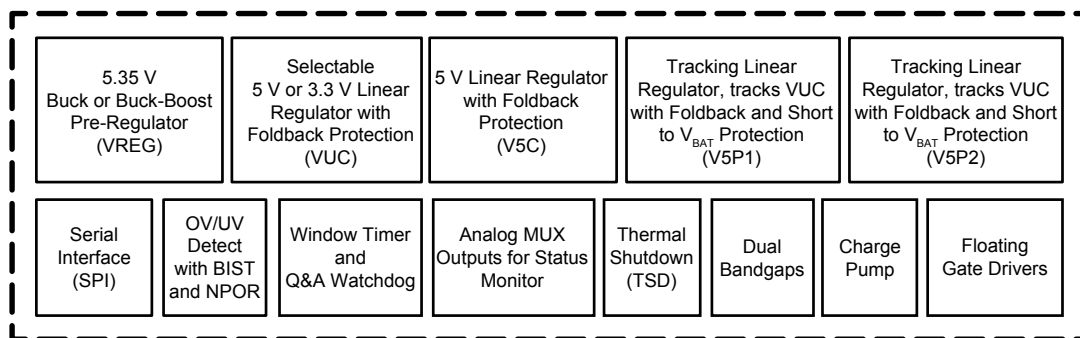 5.35 V
Buck or Buck-Boost
Pre-Regulator
(VREG)
Selectable
5 V or 3.3 V Linear
Regulator with
Foldback Protection
(VUC)
5 V Linear Regulator
with Foldback
Protection
(V5C)
Tracking Linear
Regulator, tracks VUC
with Foldback and Short
to VBAT Protection
(V5P1)
Tracking Linear
Regulator, tracks VUC
with Foldback and Short
to VBAT Protection
(V5P2)
Serial
Interface
(SPI)
OV/UV
Detect
with BIST
and NPOR
Window Timer
and
Q&A Watchdog
Analog MUX
Outputs for Status
Monitor
Thermal
Shutdown
(TSD)
Dual
Bandgaps
Charge
Pump
Floating
Gate Drivers